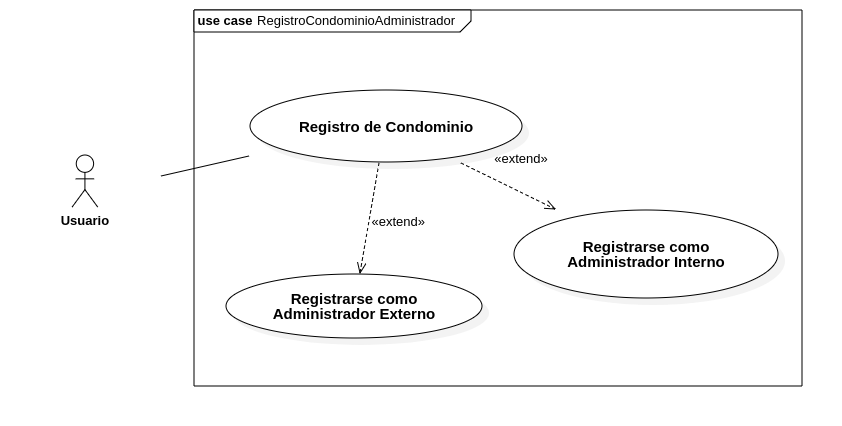 use case RegistroCondominioAdministrador
Registro de Condominio
«extend»
Usuario
«extend»
Registrarse como
Administrador Interno
Registrarse como
Administrador Externo